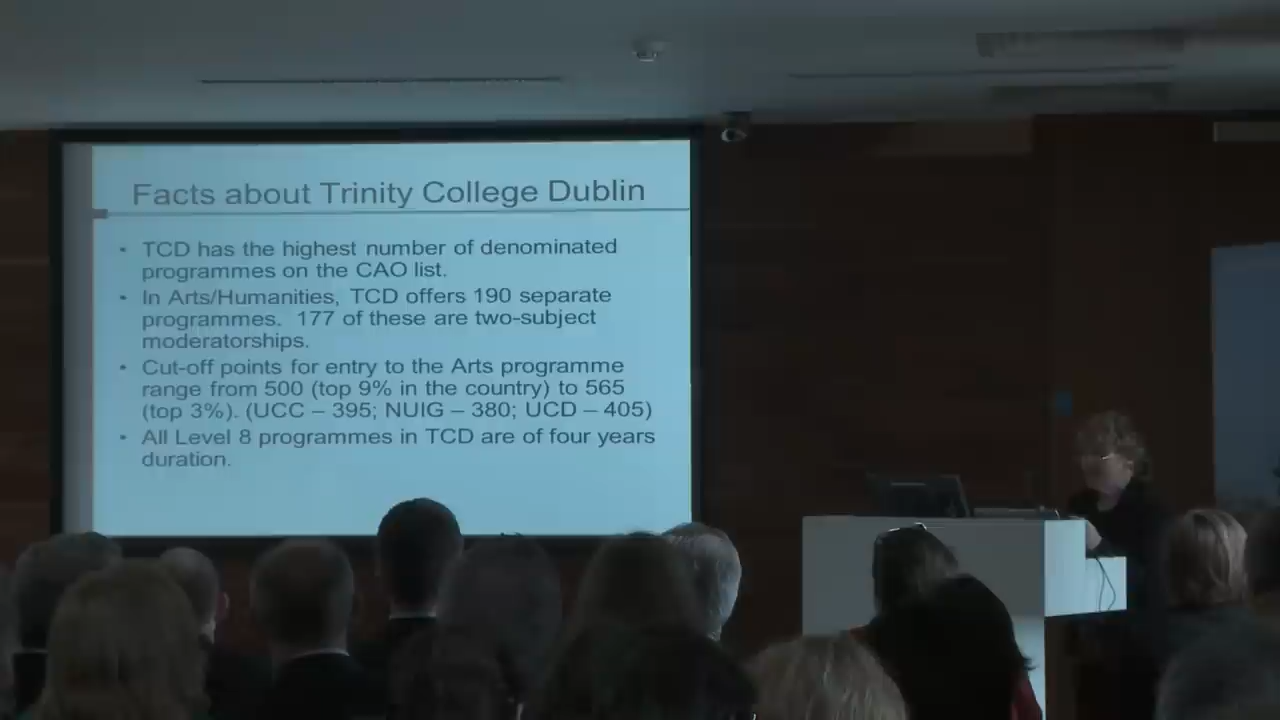 Facts about Trinity College Dublin
• TCD has the highest number of denominated
programmes on the CAO list.
• In Arts/Humanities, TCD offers 190 separate
programmes. 177 of these are two-subject
moderatorships.
• Cut-off points for entry to the Arts programme
range from 500 (top 9% in the country) to 565
(top 3%). (UCC – 395; NUIG – 380; UCD – 405)
• All Level 8 programmes in TCD are of four years
duration.